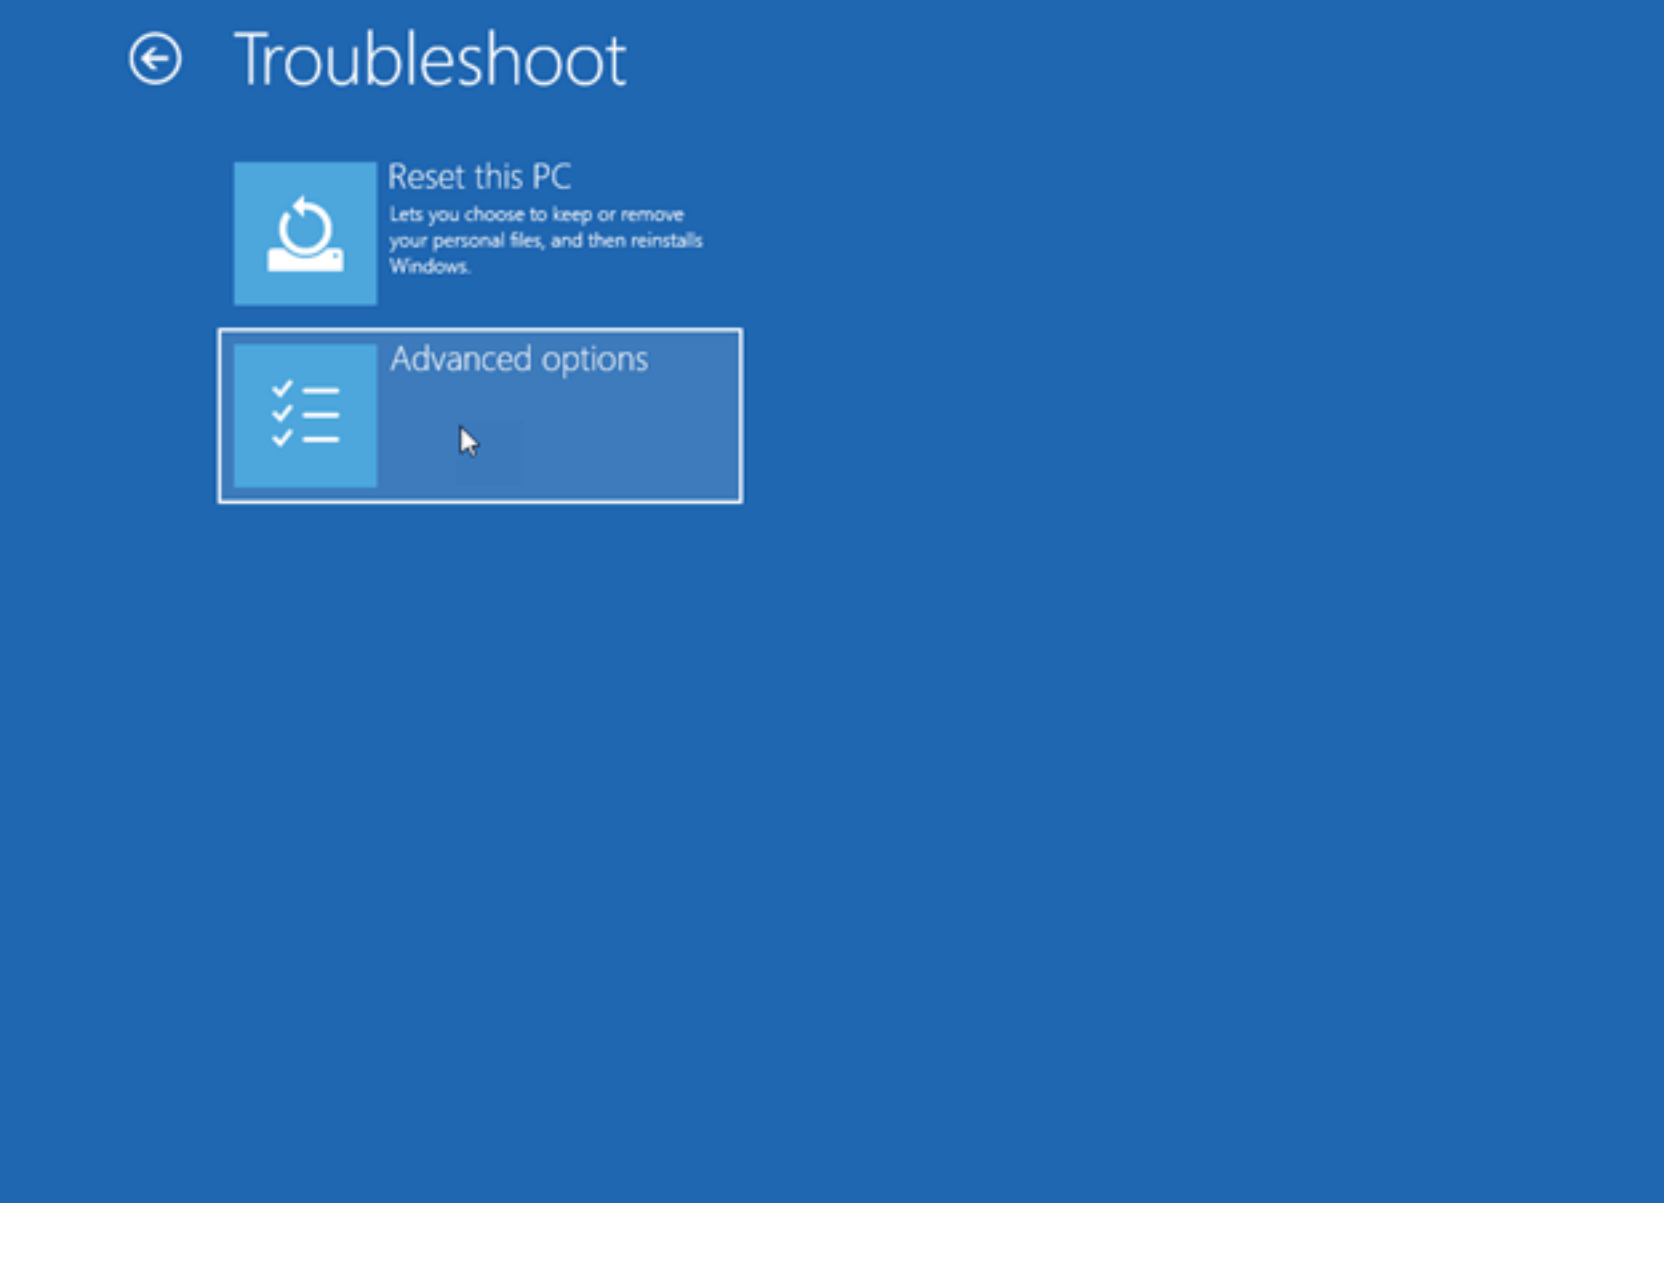 Troubleshoot
Reset this PC
Lets you choose to keep or remove
your personal files, and then reinstalls
Windows.
Advanced options